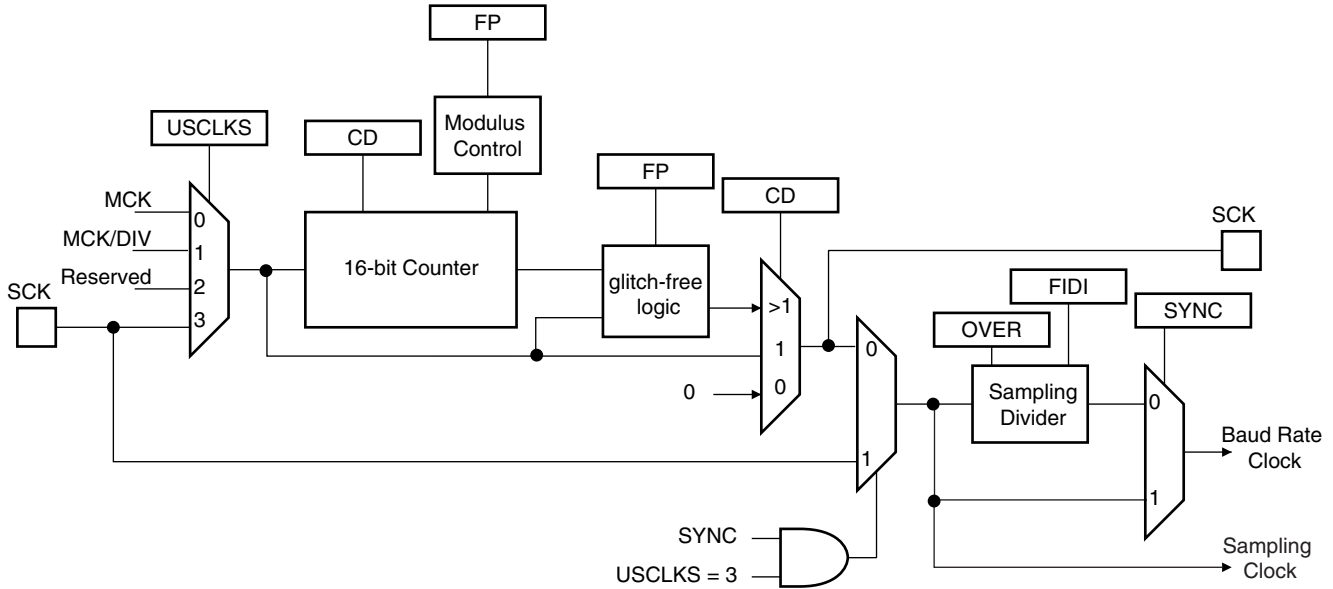 FP
USCLKS
CD
Modulus
Control
FP
CD
MCK
0
MCK/DIV
1
Reserved
2
SCK
3
16-bit Counter
glitch-free
logic
>1
1
0
0
SCK
FIDI
OVER
SYNC
0
1
Sampling
Divider
0
1
Baud Rate
Clock
SYNC
USCLKS = 3
Sampling
Clock